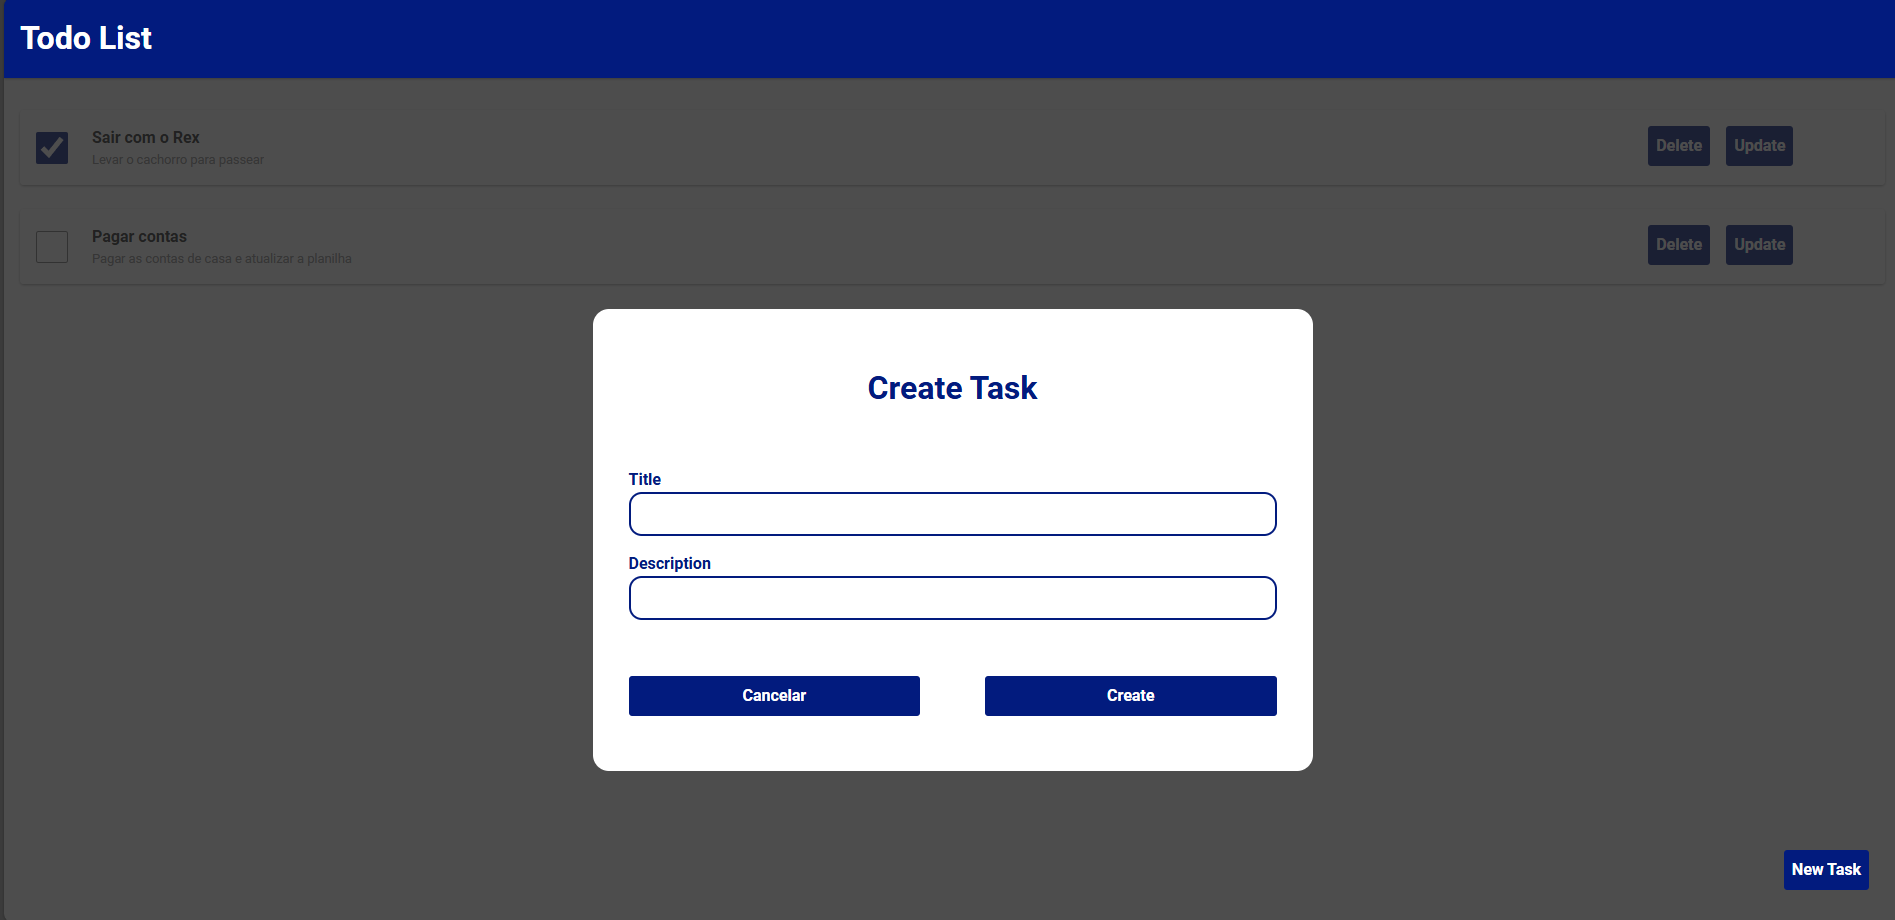 Todo List
Sair com o Rex
Levar o cachorro para passear
Delete
Update
Pagar contas
Pagar as contas de casa e atualizar a planilha
Delete
Update
Create Task
Title
Description
Cancelar
Create
New Task